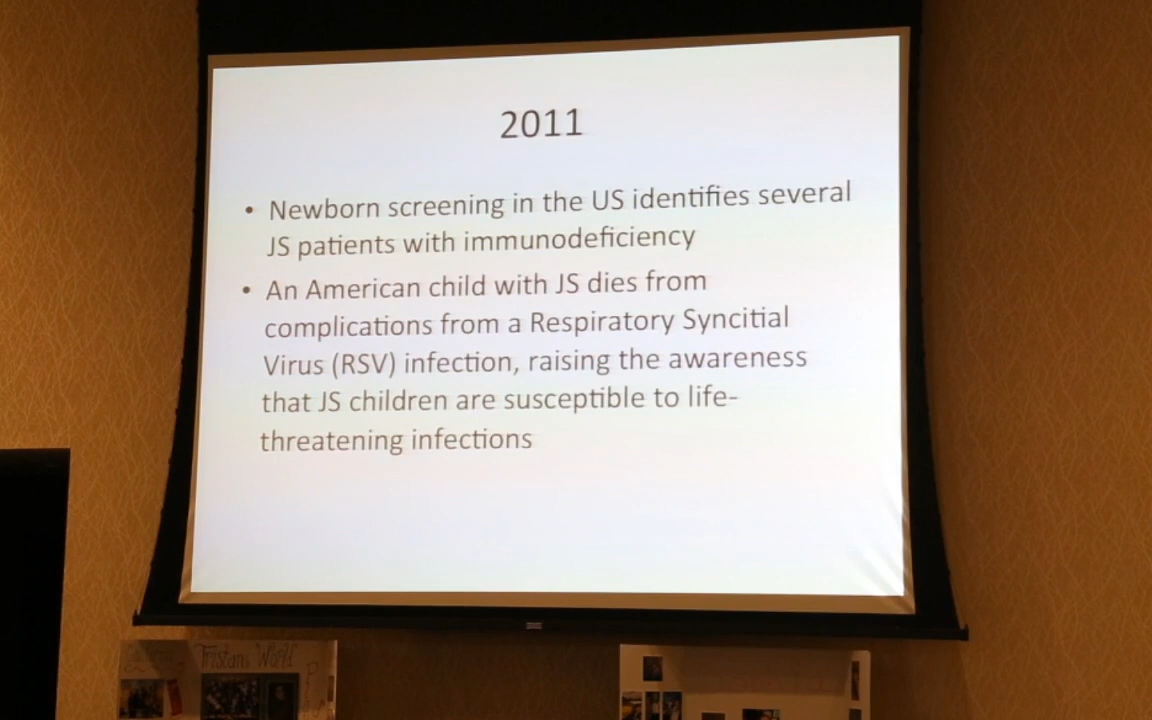 2011
• Newborn screening in the US identifies several
JS patients with immunodeficiency
• An American child with JS dies from
complications from a Respiratory Syncitial
Virus (RSV) infection, raising the awareness
that JS children are susceptible to life-
threatening infections
Tristan's World